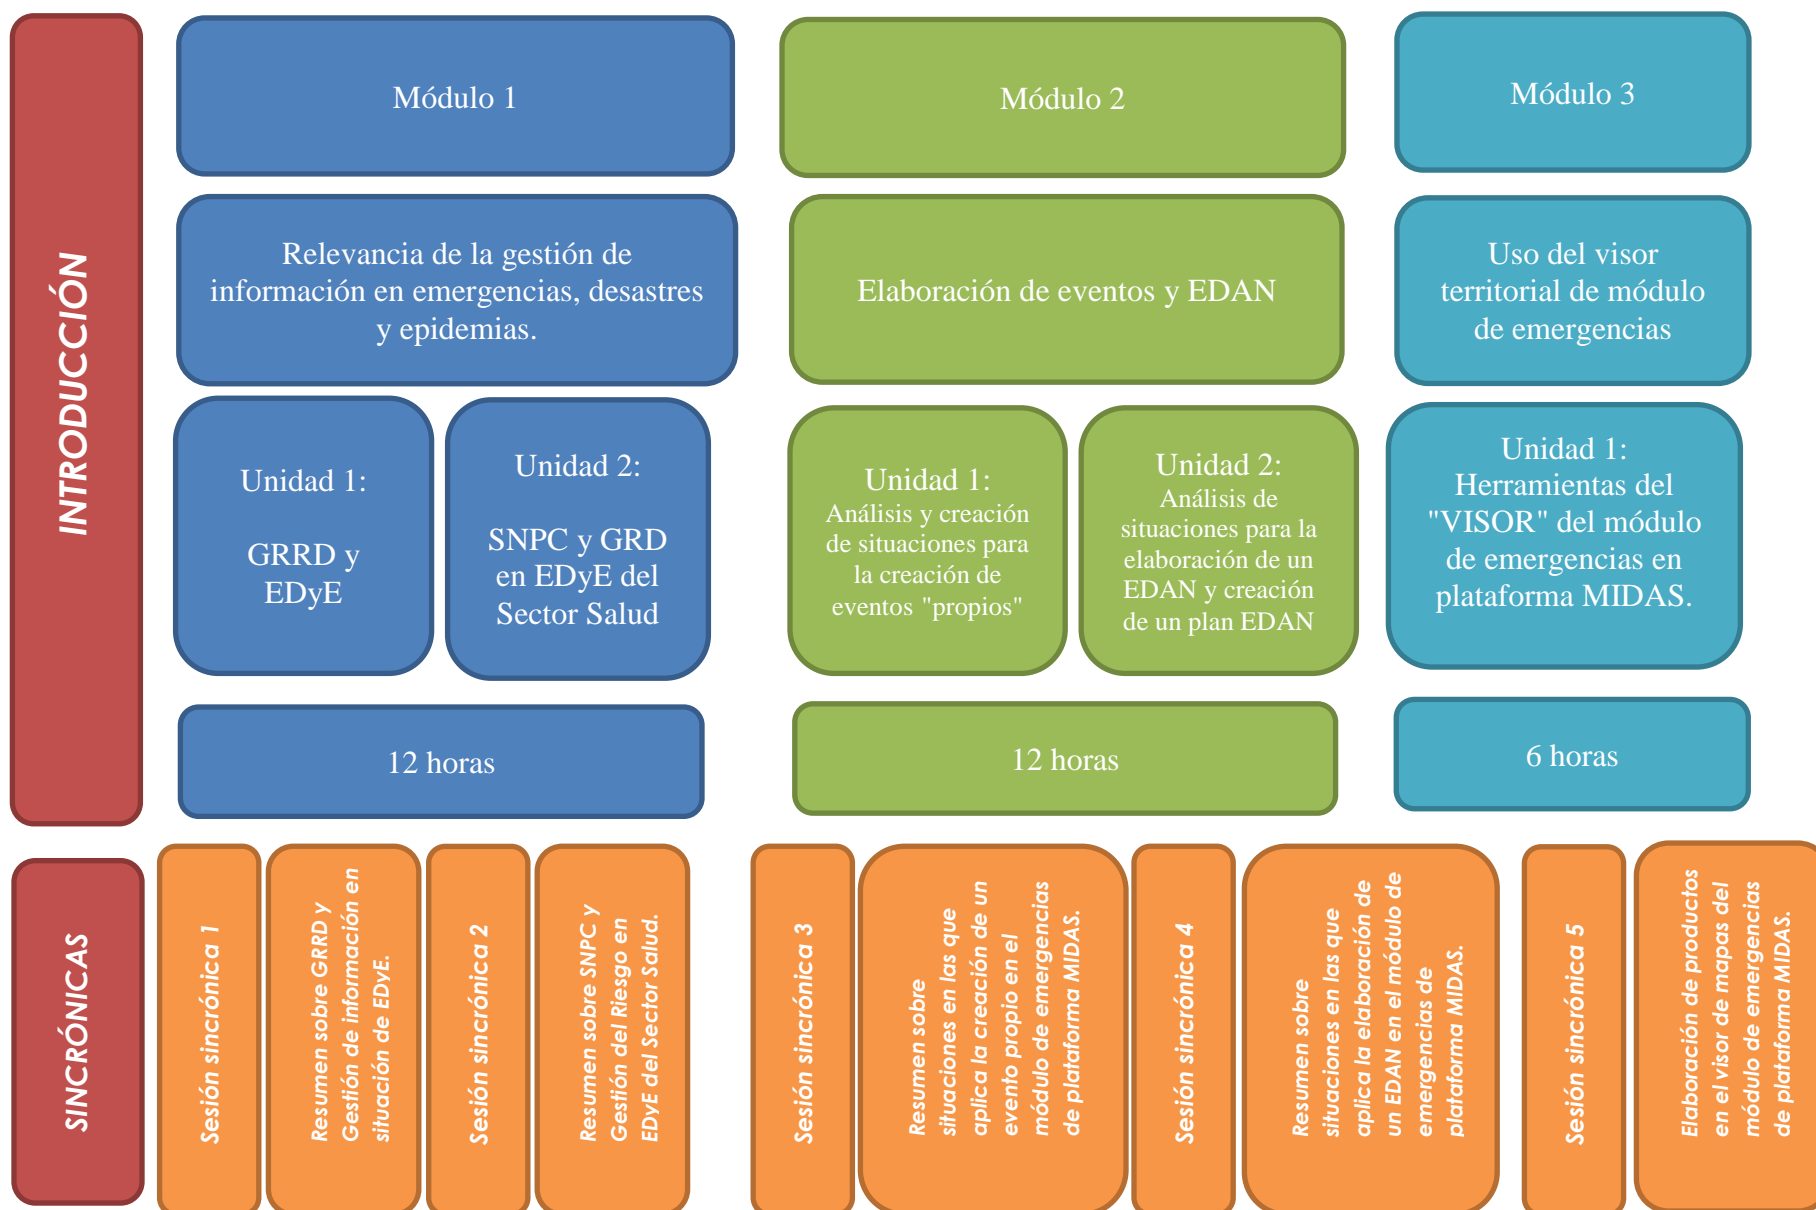 INTRODUCCIÓN
Módulo 1
Relevancia de la gestión de
información en emergencias, desastres
y epidemias.
Unidad 1:
GRRD y
EDyE
Unidad 2:
SNPC y GRD
en EDyE del
Sector Salud
12 horas
Módulo 2
Elaboración de eventos y EDAN
Unidad 1:
Análisis y creación
de situaciones para
la creación de
eventos "propios"
Unidad 2:
Análisis de
situaciones para la
elaboración de un
EDAN y creación
de un plan EDAN
12 horas
Módulo 3
Uso del visor
territorial de módulo
de emergencias
Unidad 1:
Herramientas del
"VISOR" del módulo
de emergencias en
plataforma MIDAS.
6 horas
SINCRÓNICAS
Sesión sincrónica 1
Resumen sobre GRRD y
Gestión de información en
situación de EDyE.
Sesión sincrónica 2
Resumen sobre SNPC y
Gestión del Riesgo en
EDyE del Sector Salud.
Sesión sincrónica 3
Resumen sobre
situaciones en las que
aplica la creación de un
evento propio en el
módulo de emergencias
de plataforma MIDAS.
Sesión sincrónica 4
Resumen sobre
situaciones en las que
aplica la elaboración de
un EDAN en el módulo de
emergencias de
plataforma MIDAS.
Sesión sincrónica 5
Elaboración de productos
en el visor de mapas del
módulo de emergencias
de plataforma MIDAS.